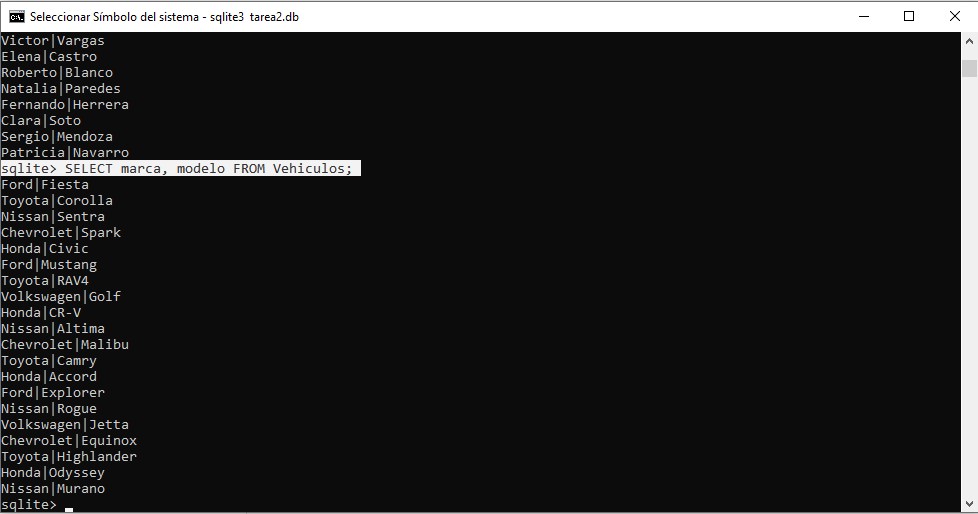 Seleccionar Símbolo del sistema - sqlite3 tarea2.db
Victor|Vargas
Elena|Castro
Roberto|Blanco
Natalia|Paredes
Fernando|Herrera
Clara|Soto
Sergio|Mendoza
Patricia|Navarro
sqlite> SELECT marca, modelo FROM Vehiculos;
Ford|Fiesta
Toyota|Corolla
Nissan|Sentra
Chevrolet|Spark
Honda|Civic
Ford|Mustang
Toyota|RAV4
Volkswagen|Golf
Honda|CR-V
Nissan|Altima
Chevrolet|Malibu
Toyota|Camry
Honda|Accord
Ford|Explorer
Nissan|Rogue
Volkswagen|Jetta
Chevrolet|Equinox
Toyota|Highlander
Honda|Odyssey
Nissan|Murano
sqlite>